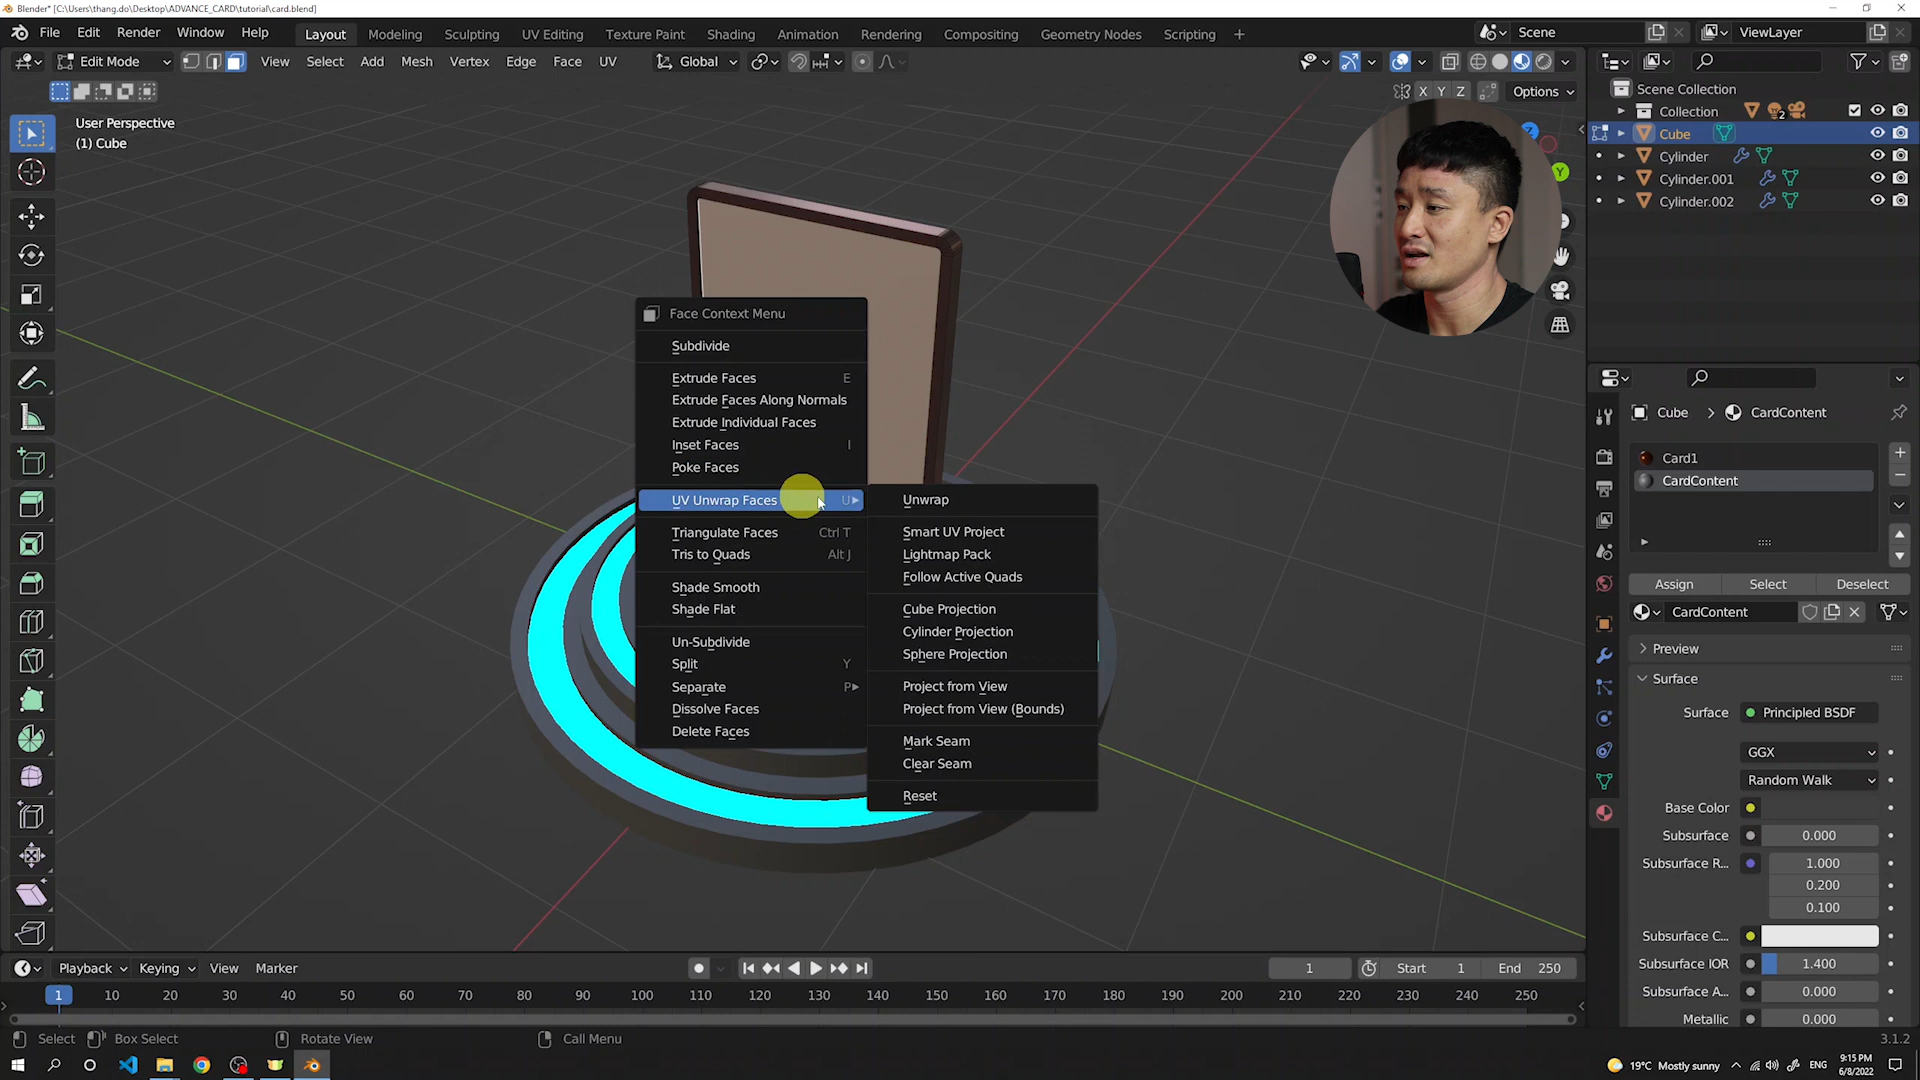 Blender* [C:\Users\thang.do\Desktop\ADVANCE_CARD\tutorial\card.blend]
File Edit Render Window Help
Layout Modeling Sculpting UV Editing Texture Paint Shading Animation Rendering Compositing Geometry Nodes Scripting +
Scene
ViewLayer
Edit Mode
View Select Add Mesh Vertex Edge Face UV
Global
X Y Z
Options
User Perspective
(1) Cube
Y
Scene Collection
Collection 2
Cube
Cylinder
Cylinder.001
Cylinder.002
Face Context Menu
Subdivide
Extrude Faces E
Extrude Faces Along Normals
Extrude Individual Faces
Inset Faces I
Poke Faces
UV Unwrap Faces U
Triangulate Faces Ctrl T
Tris to Quads Alt J
Shade Smooth
Shade Flat
Un-Subdivide
Split Y
Separate P
Dissolve Faces
Delete Faces
Unwrap
Smart UV Project
Lightmap Pack
Follow Active Quads
Cube Projection
Cylinder Projection
Sphere Projection
Project from View
Project from View (Bounds)
Mark Seam
Clear Seam
Reset
Cube > CardContent
Card1
CardContent
Assign Select Deselect
CardContent
Preview
Surface
Surface Principled BSDF
GGX
Random Walk
Base Color
Subsurface 0.000
Subsurface R... 1.000
0.200
0.100
Subsurface C...
Subsurface IOR 1.400
Subsurface A... 0.000
Metallic 0.000
Playback Keying View Marker
1
Start 1
End 250
1 10 20 30 40 50 60 70 80 90 100 110 120 130 140 150 160 170 180 190 200 210 220 230 240 250
Select Box Select Rotate View Call Menu
3.1.2
19°C Mostly sunny
ENG
9:15 PM
6/8/2022